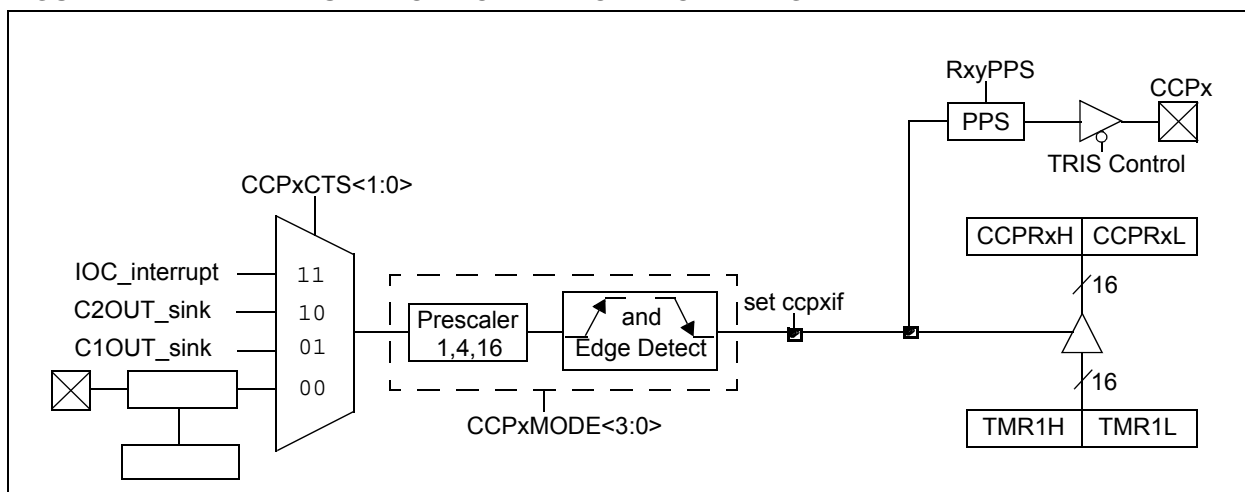 RxyPPS
CCPx
PPS
TRIS Control
CCPxCTS<1:0>
CCPRxH CCPRxL
IOC_interrupt 11
16
C2OUT_sink 10
set ccpxif
Prescaler
1,4,16
and
Edge Detect
C1OUT_sink 01
00
16
CCPxMODE<3:0>
TMR1H TMR1L